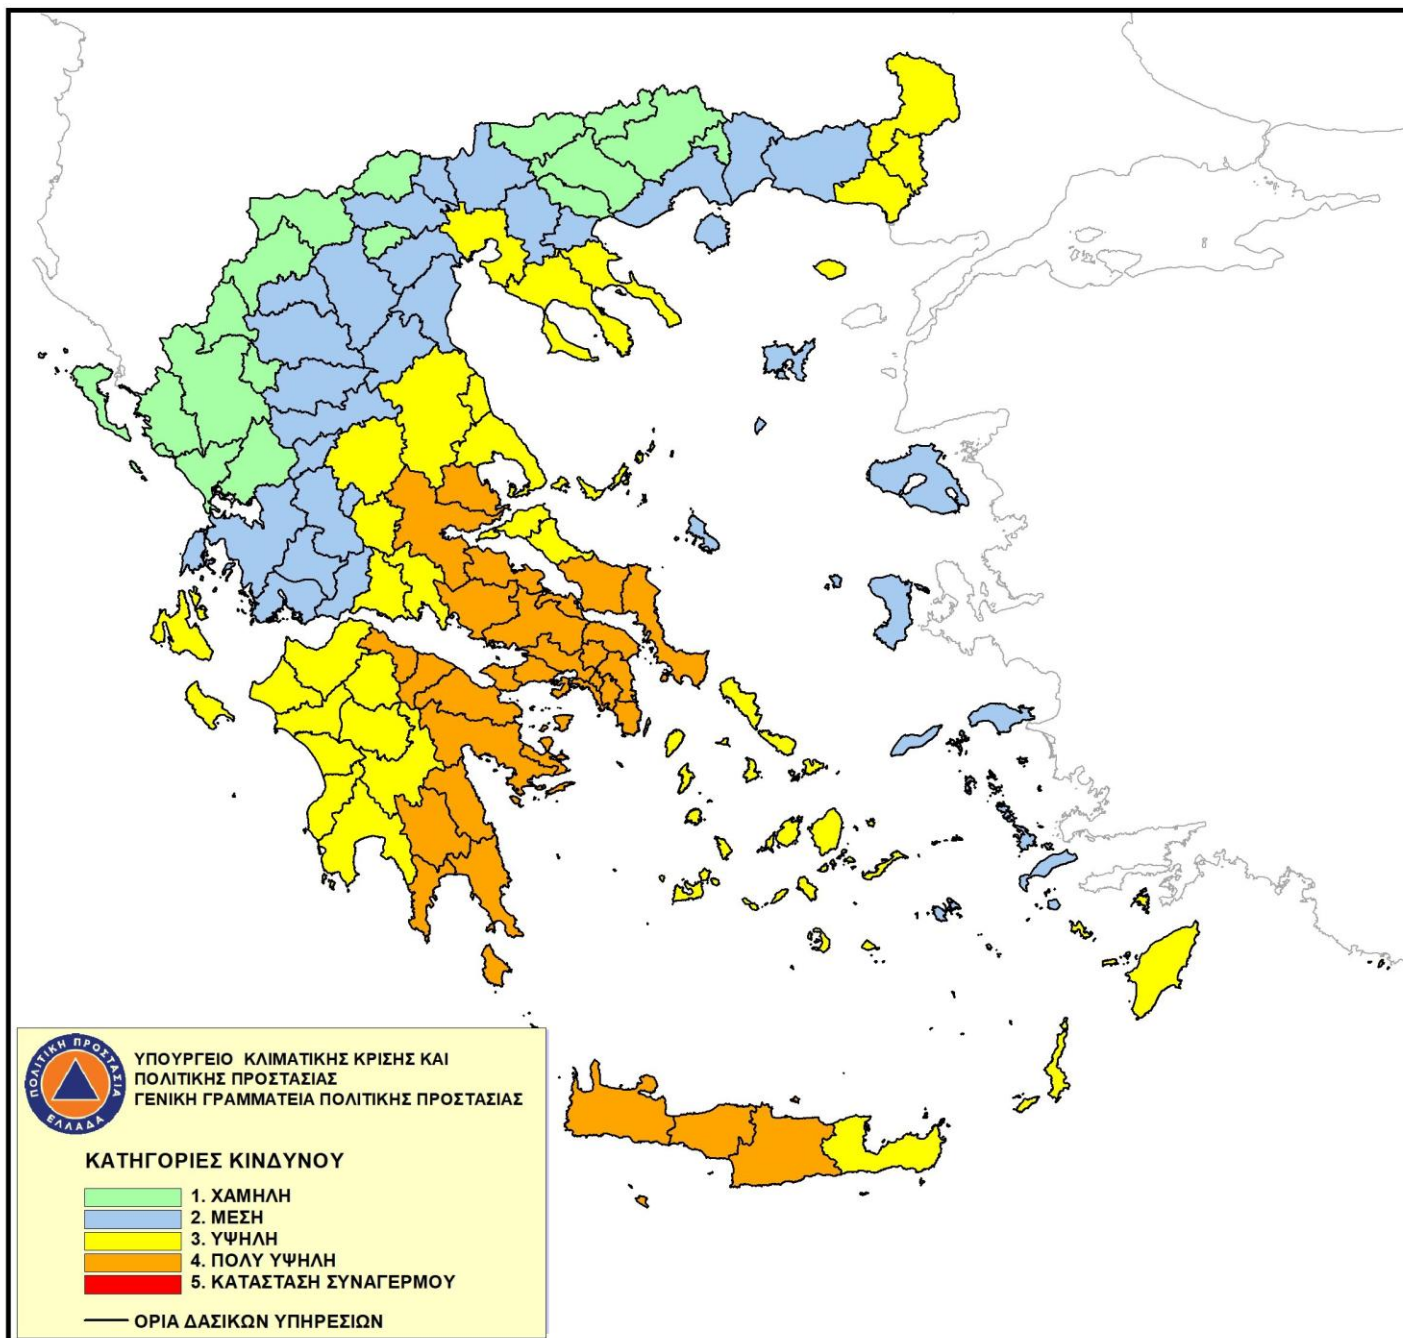 ΠΟΛΙΤΙΚΗ ΠΡΟΣΤΑΣΙΑ
ΕΛΛΑΔΑ
ΥΠΟΥΡΓΕΙΟ ΚΛΙΜΑΤΙΚΗΣ ΚΡΙΣΗΣ ΚΑΙ
ΠΟΛΙΤΙΚΗΣ ΠΡΟΣΤΑΣΙΑΣ
ΓΕΝΙΚΗ ΓΡΑΜΜΑΤΕΙΑ ΠΟΛΙΤΙΚΗΣ ΠΡΟΣΤΑΣΙΑΣ
ΚΑΤΗΓΟΡΙΕΣ ΚΙΝΔΥΝΟΥ
1. ΧΑΜΗΛΗ
2. ΜΕΣΗ
3. ΥΨΗΛΗ
4. ΠΟΛΥ ΥΨΗΛΗ
5. ΚΑΤΑΣΤΑΣΗ ΣΥΝΑΓΕΡΜΟΥ
ΟΡΙΑ ΔΑΣΙΚΩΝ ΥΠΗΡΕΣΙΩΝ